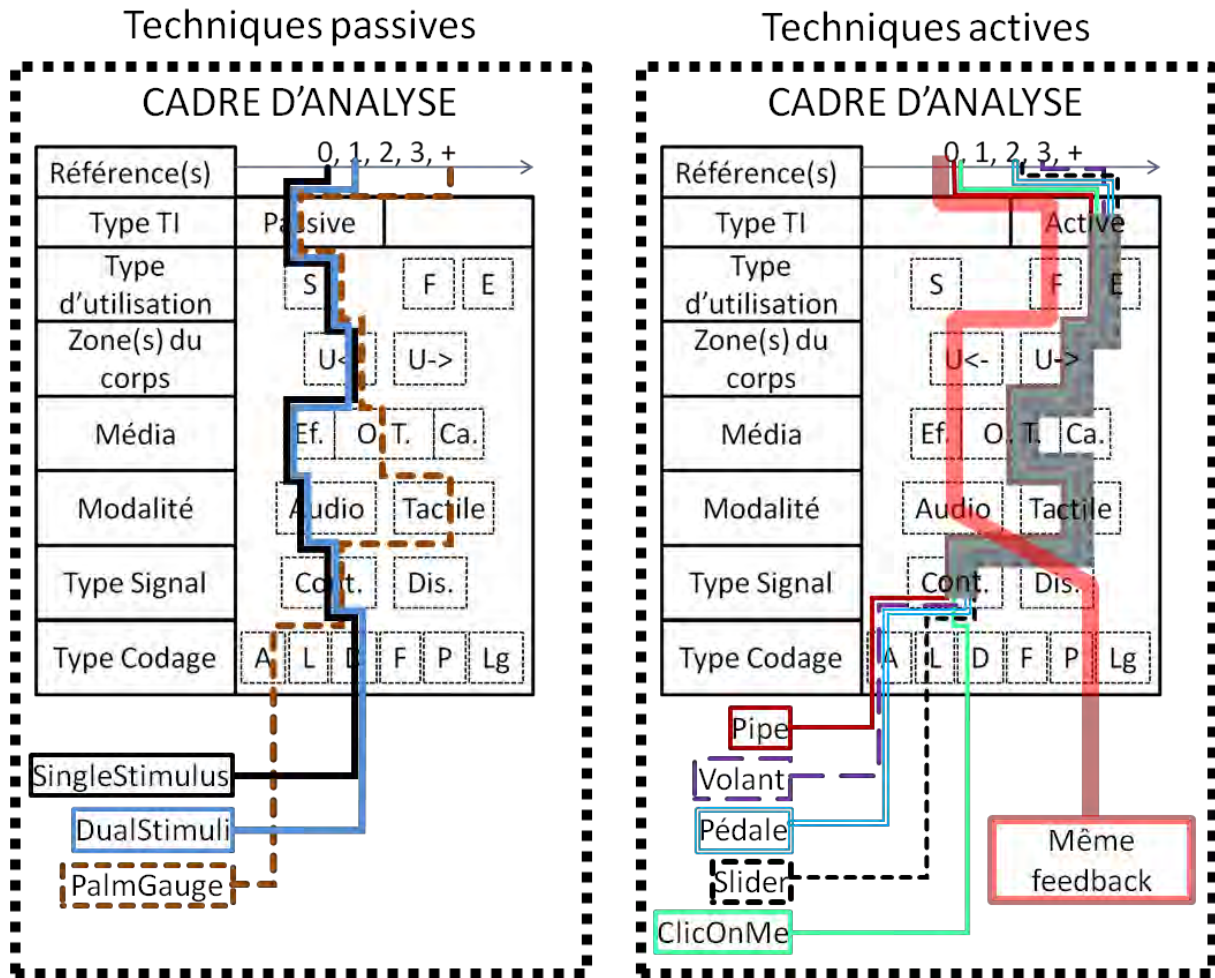 Techniques passives
CADRE D'ANALYSE
0, 1, 2, 3, +
Référence(s)
Type TI
Passive
Type
d'utilisation
S
F
E
Zone(s) du
corps
U<-
U->
Média
Ef.
O.
T.
Ca.
Modalité
Audio
Tactile
Type Signal
Cont.
Dis.
Type Codage
A
L
D
F
P
Lg
SingleStimulus
DualStimuli
PalmGauge
Techniques actives
CADRE D'ANALYSE
0, 1, 2, 3, +
Référence(s)
Type TI
Active
Type
d'utilisation
S
F
E
Zone(s) du
corps
U<-
U->
Média
Ef.
O.
T.
Ca.
Modalité
Audio
Tactile
Type Signal
Cont.
Dis.
Type Codage
A
L
D
F
P
Lg
Pipe
Volant
Pédale
Slider
ClicOnMe
Même
feedback